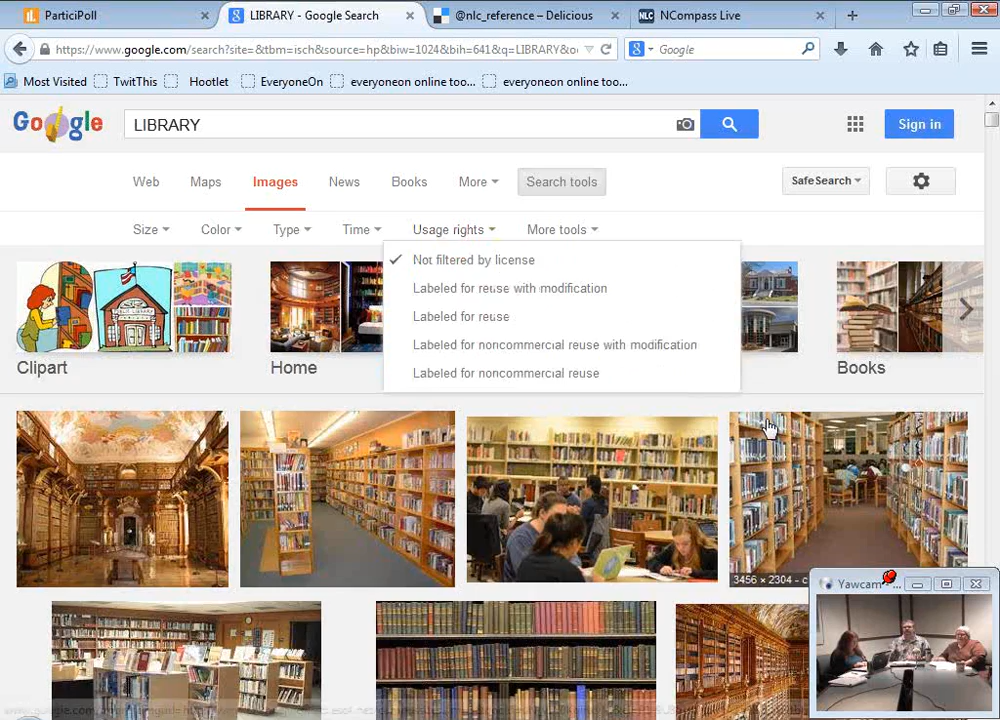 ParticiPoll
LIBRARY - Google Search
@nlc_reference – Delicious
NLC NCompass Live
https://www.google.com/search?site=&tbm=isch&source=hp&biw=1024&bih=641&q=LIBRARY&o
Google
Most Visited
TwitThis
Hootlet
EveryoneOn
everyoneon online too...
everyoneon online too...
Google
LIBRARY
Sign in
Web
Maps
Images
News
Books
More
Search tools
SafeSearch
Size
Color
Type
Time
Usage rights
More tools
Not filtered by license
Labeled for reuse with modification
Labeled for reuse
Labeled for noncommercial reuse with modification
Labeled for noncommercial reuse
Clipart
Home
Books
3456 × 2304 - c
Yawcam - ...